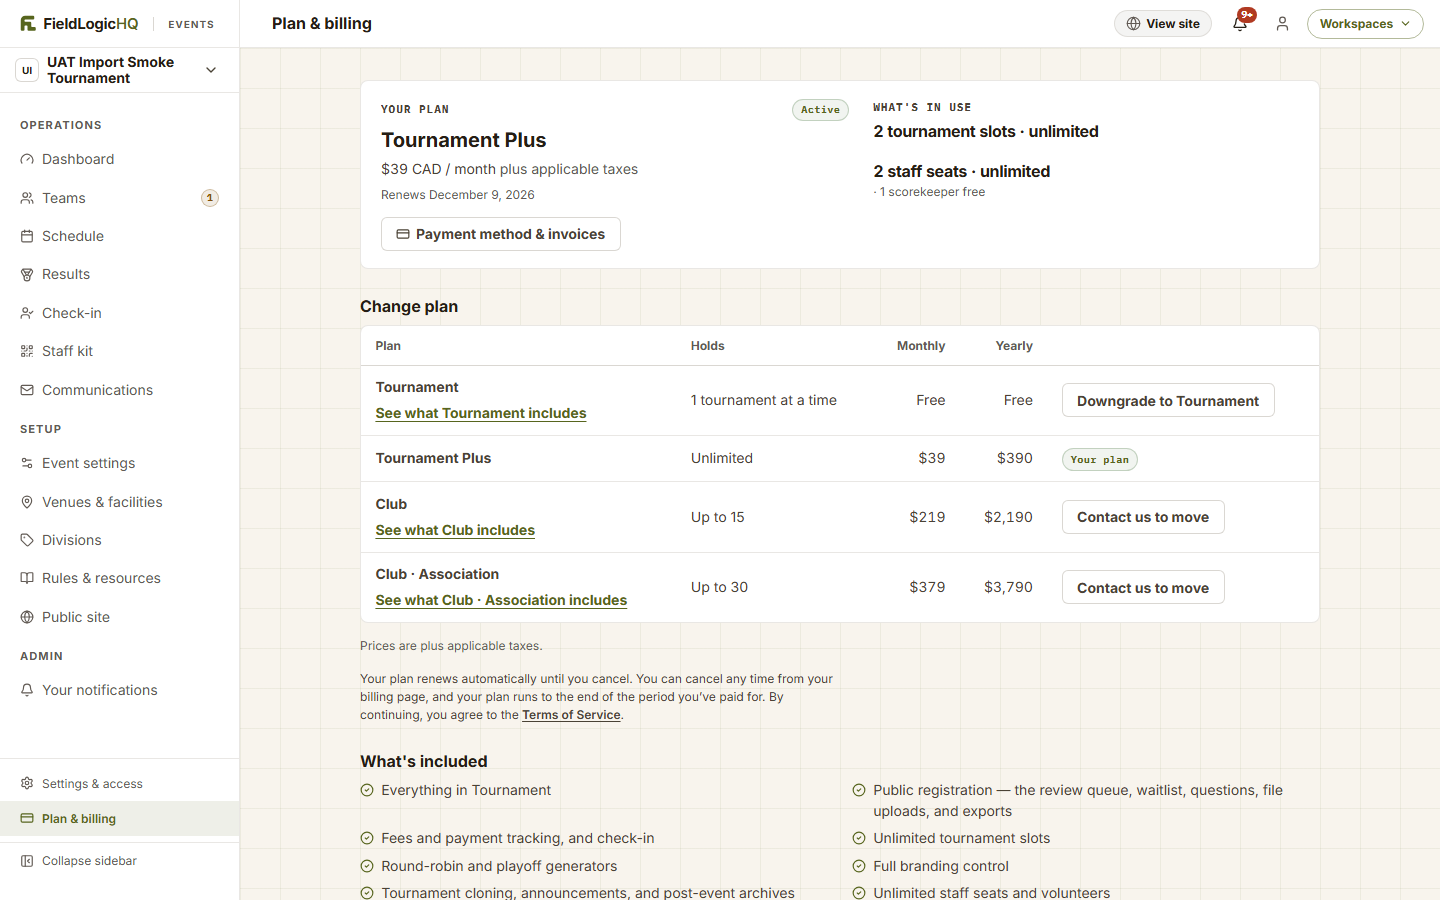 FieldLogicHQ
EVENTS
Plan & billing
View site
9+
Workspaces
UI
UAT Import Smoke
Tournament
OPERATIONS
Dashboard
Teams
1
Schedule
Results
Check-in
Staff kit
Communications
SETUP
Event settings
Venues & facilities
Divisions
Rules & resources
Public site
ADMIN
Your notifications
Settings & access
Plan & billing
Collapse sidebar
YOUR PLAN
Active
Tournament Plus
$39 CAD / month plus applicable taxes
Renews December 9, 2026
Payment method & invoices
WHAT'S IN USE
2 tournament slots · unlimited
2 staff seats · unlimited
· 1 scorekeeper free
Change plan
Plan Holds Monthly Yearly
Tournament
See what Tournament includes
1 tournament at a time Free Free Downgrade to Tournament
Tournament Plus Unlimited $39 $390 Your plan
Club
See what Club includes
Up to 15 $219 $2,190 Contact us to move
Club · Association
See what Club · Association includes
Up to 30 $379 $3,790 Contact us to move
Prices are plus applicable taxes.
Your plan renews automatically until you cancel. You can cancel any time from your
billing page, and your plan runs to the end of the period you've paid for. By
continuing, you agree to the Terms of Service.
What's included
Everything in Tournament
Public registration — the review queue, waitlist, questions, file
uploads, and exports
Fees and payment tracking, and check-in
Unlimited tournament slots
Round-robin and playoff generators
Full branding control
Tournament cloning, announcements, and post-event archives
Unlimited staff seats and volunteers